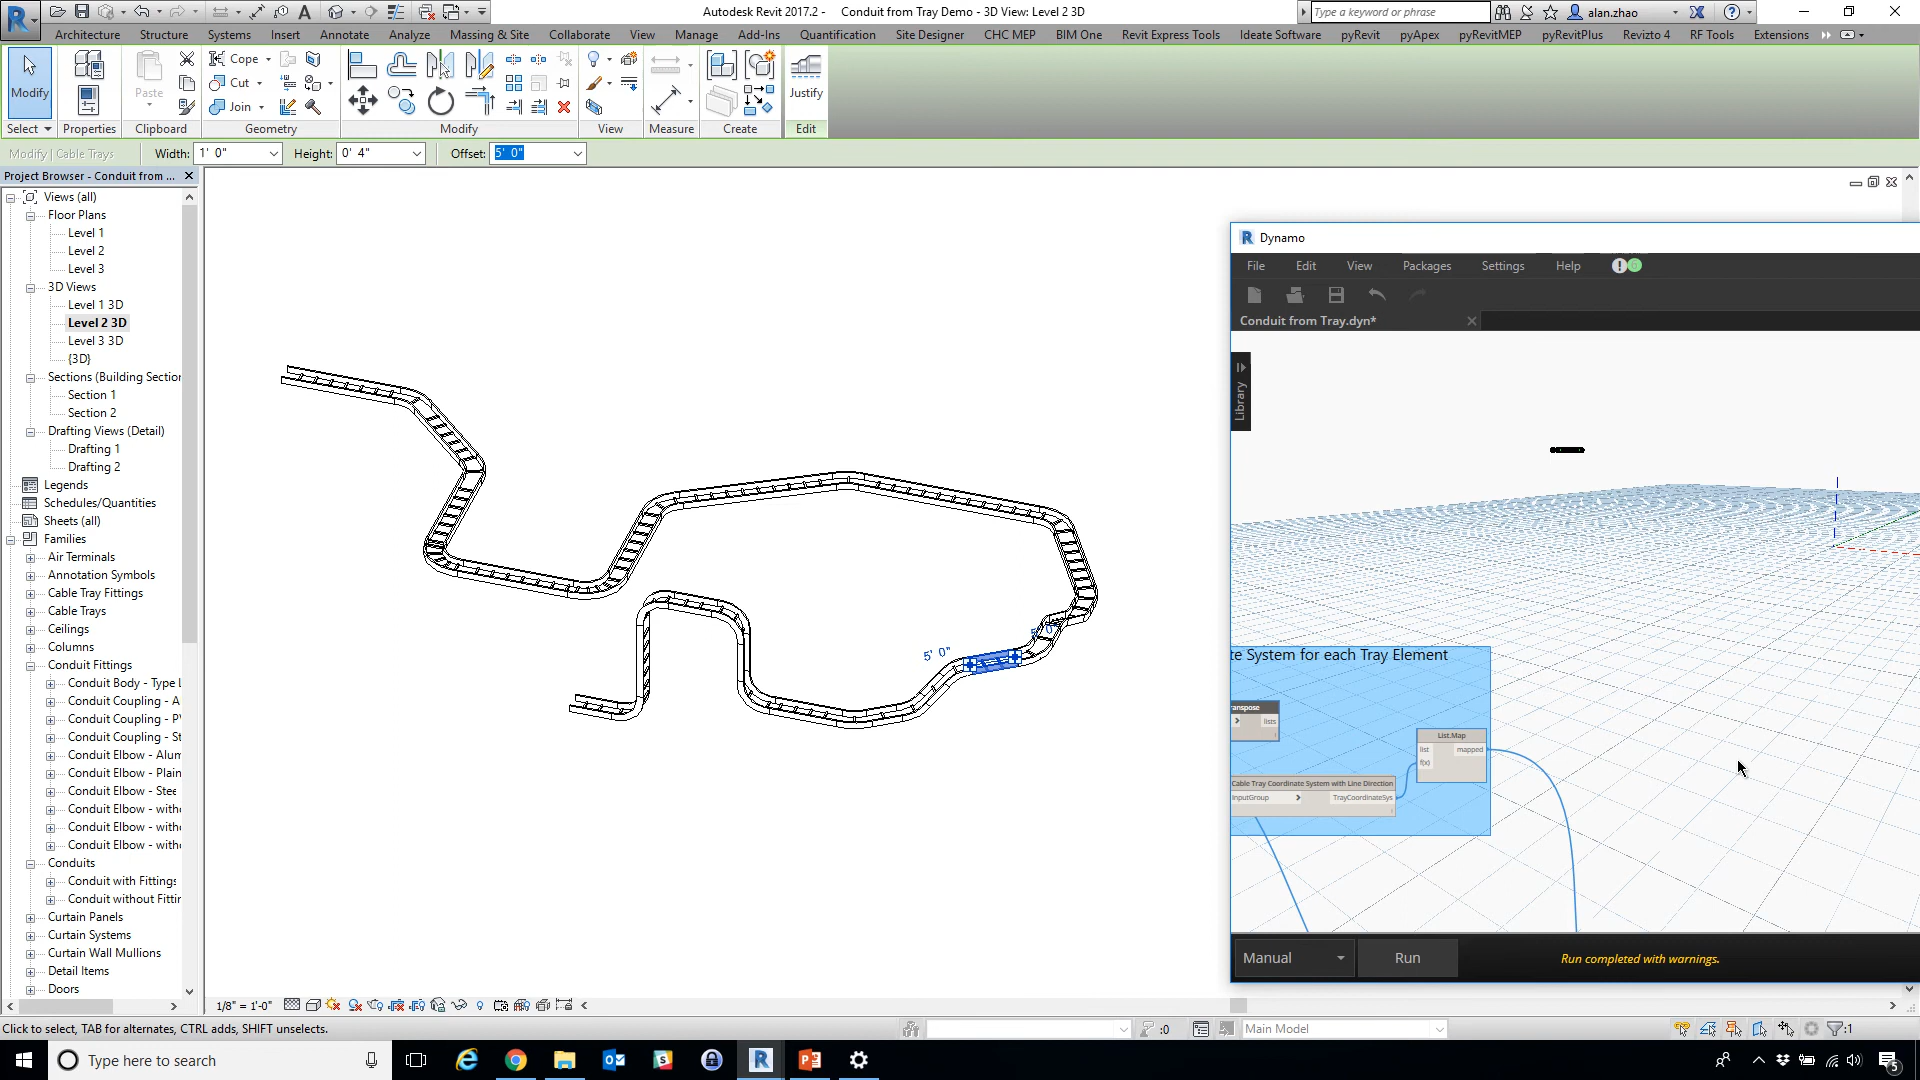 Autodesk Revit 2017.2 - Conduit from Tray Demo - 3D View: Level 2 3D
Type a keyword or phrase
alan.zhao
Architecture Structure Systems Insert Annotate Analyze Massing & Site Collaborate View Manage Add-Ins Quantification Site Designer CHC MEP BIM One Revit Express Tools Ideate Software pyRevit pyApex pyRevitMEP pyRevitPlus Revizto 4 RF Tools Extensions
Modify
Paste
Cope
Cut
Join
Justify
Select Properties Clipboard Geometry Modify View Measure Create Edit
Modify | Cable Trays Width: 1' 0" Height: 0' 4" Offset: 5' 0"
Project Browser - Conduit from ...
Views (all)
Floor Plans
Level 1
Level 2
Level 3
3D Views
Level 1 3D
Level 2 3D
Level 3 3D
{3D}
Sections (Building Section
Section 1
Section 2
Drafting Views (Detail)
Drafting 1
Drafting 2
Legends
Schedules/Quantities
Sheets (all)
Families
Air Terminals
Annotation Symbols
Cable Tray Fittings
Cable Trays
Ceilings
Columns
Conduit Fittings
Conduit Body - Type L
Conduit Coupling - A
Conduit Coupling - PV
Conduit Coupling - St
Conduit Elbow - Alum
Conduit Elbow - Plain
Conduit Elbow - Stee
Conduit Elbow - witho
Conduit Elbow - witho
Conduit Elbow - witho
Conduits
Conduit with Fittings
Conduit without Fittin
Curtain Panels
Curtain Systems
Curtain Wall Mullions
Detail Items
Doors
5' 0"
5' 0"
Dynamo
File Edit View Packages Settings Help
Conduit from Tray.dyn*
Library
te System for each Tray Element
anspose
> lists
List.Map
list mapped
f(x)
Cable Tray Coordinate System with Line Direction
InputGroup > TrayCoordinateSys
Manual Run Run completed with warnings.
1/8" = 1'-0"
Click to select, TAB for alternates, CTRL adds, SHIFT unselects.
:0
Main Model
:1
Type here to search
5